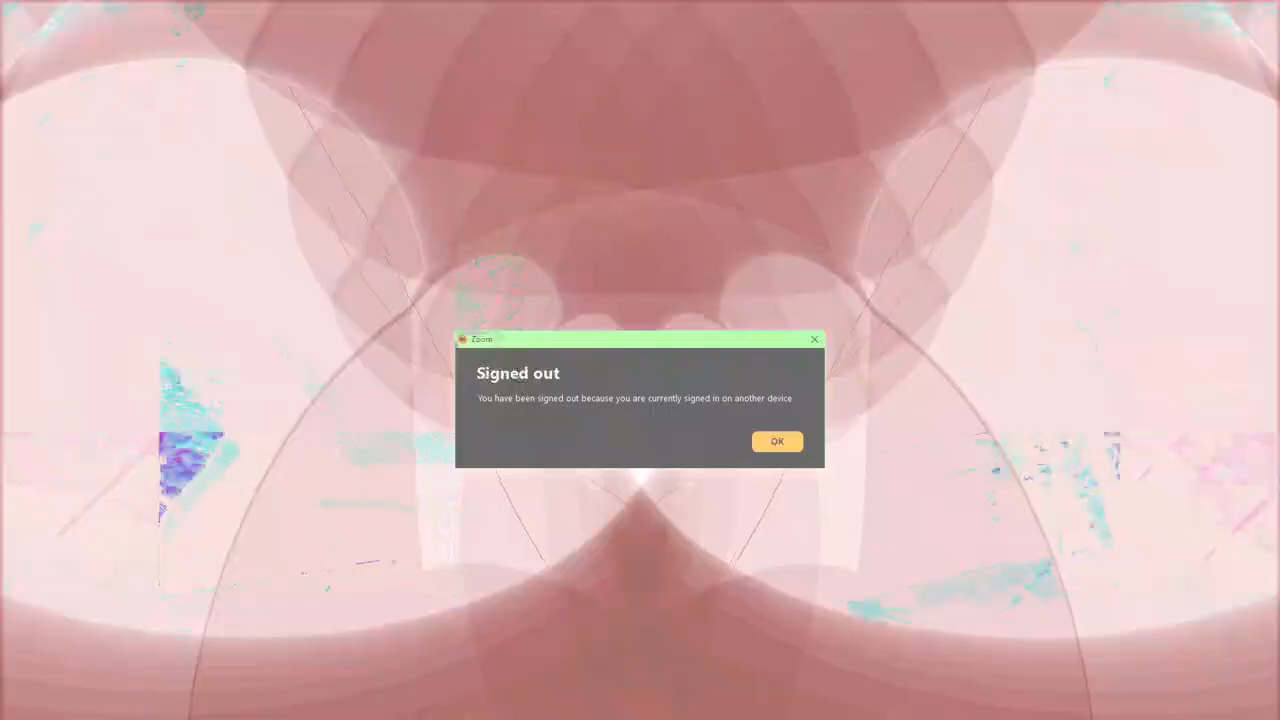 Zoom
Signed out
You have been signed out because you are currently signed in on another device
OK